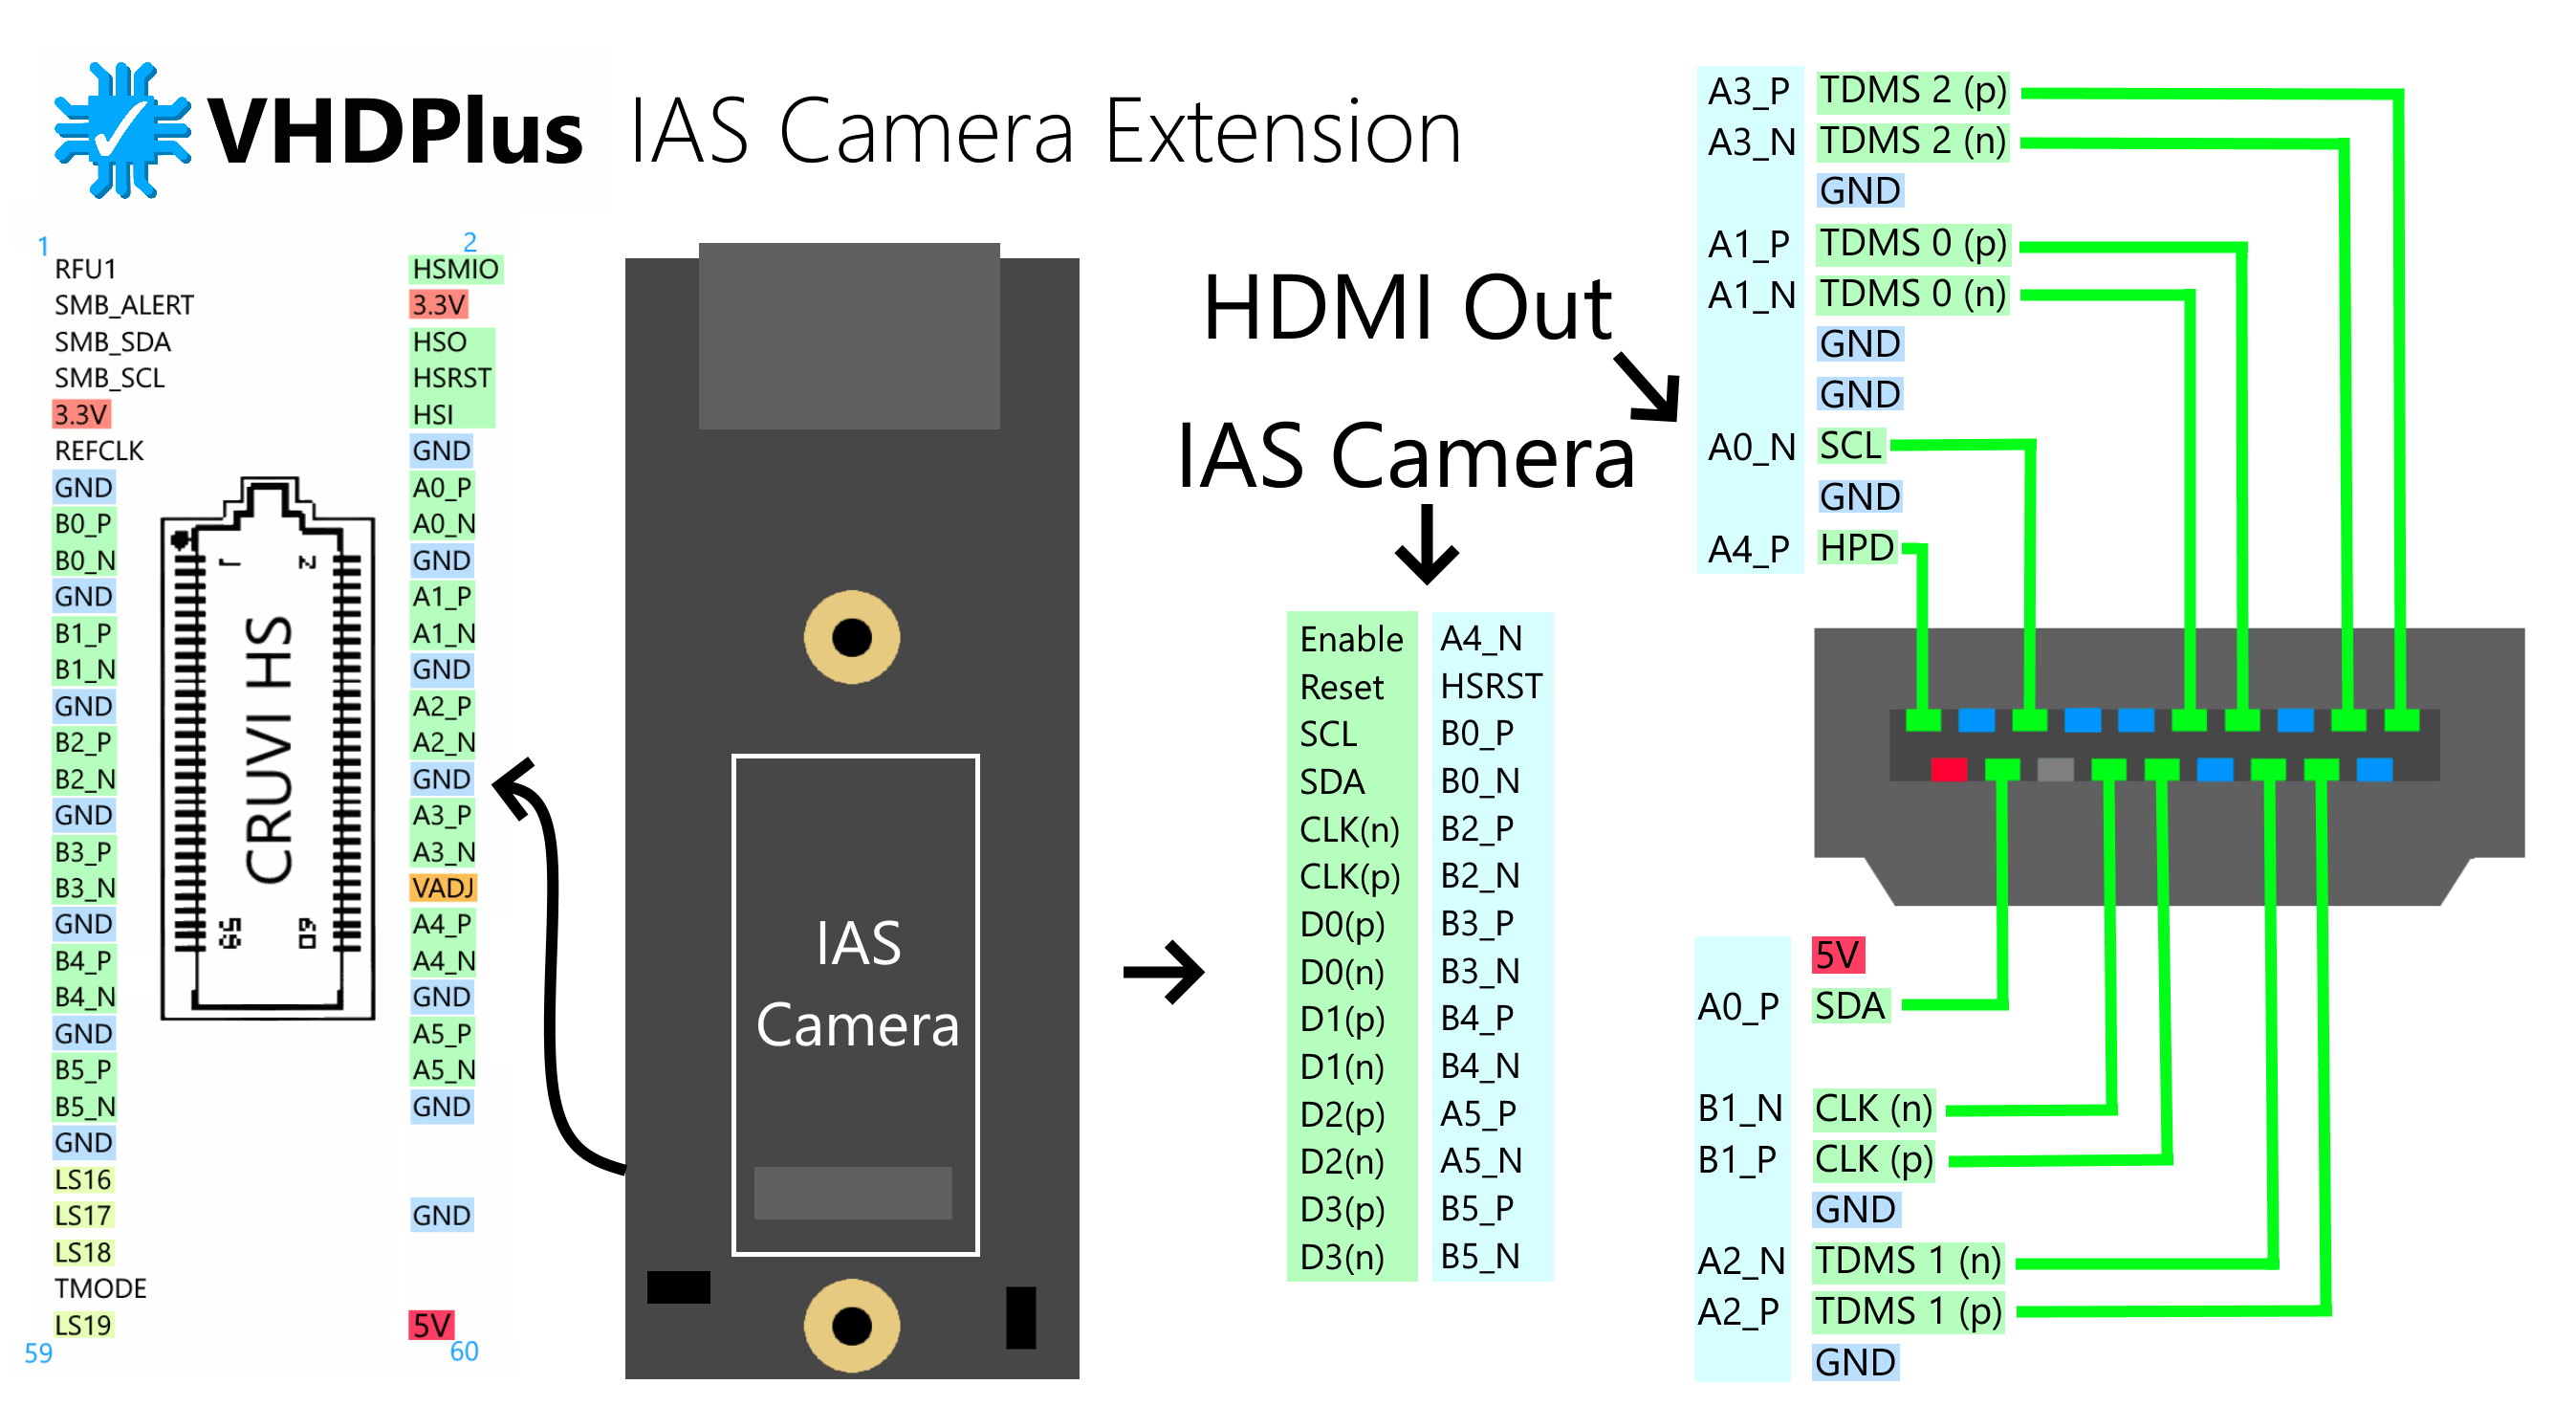 VHDPlus IAS Camera Extension
1 2
RFU1 HSMIO
SMB_ALERT 3.3V
SMB_SDA HSO
SMB_SCL HSRST
3.3V HSI
REFCLK GND
GND A0_P
B0_P A0_N
B0_N GND
GND A1_P
B1_P A1_N
B1_N GND
GND A2_P
B2_P A2_N
B2_N GND
GND A3_P
B3_P A3_N
B3_N VADJ
GND A4_P
B4_P A4_N
B4_N GND
GND A5_P
B5_P A5_N
B5_N GND
GND
LS16
LS17 GND
LS18
TMODE
LS19 5V
59 60
1 2
CRUVI HS
59 60
IAS
Camera
HDMI Out
IAS Camera
Enable A4_N
Reset HSRST
SCL B0_P
SDA B0_N
CLK(n) B2_P
CLK(p) B2_N
D0(p) B3_P
D0(n) B3_N
D1(p) B4_P
D1(n) B4_N
D2(p) A5_P
D2(n) A5_N
D3(p) B5_P
D3(n) B5_N
A3_P TDMS 2 (p)
A3_N TDMS 2 (n)
GND
A1_P TDMS 0 (p)
A1_N TDMS 0 (n)
GND
GND
A0_N SCL
GND
A4_P HPD
5V
A0_P SDA
B1_N CLK (n)
B1_P CLK (p)
GND
A2_N TDMS 1 (n)
A2_P TDMS 1 (p)
GND